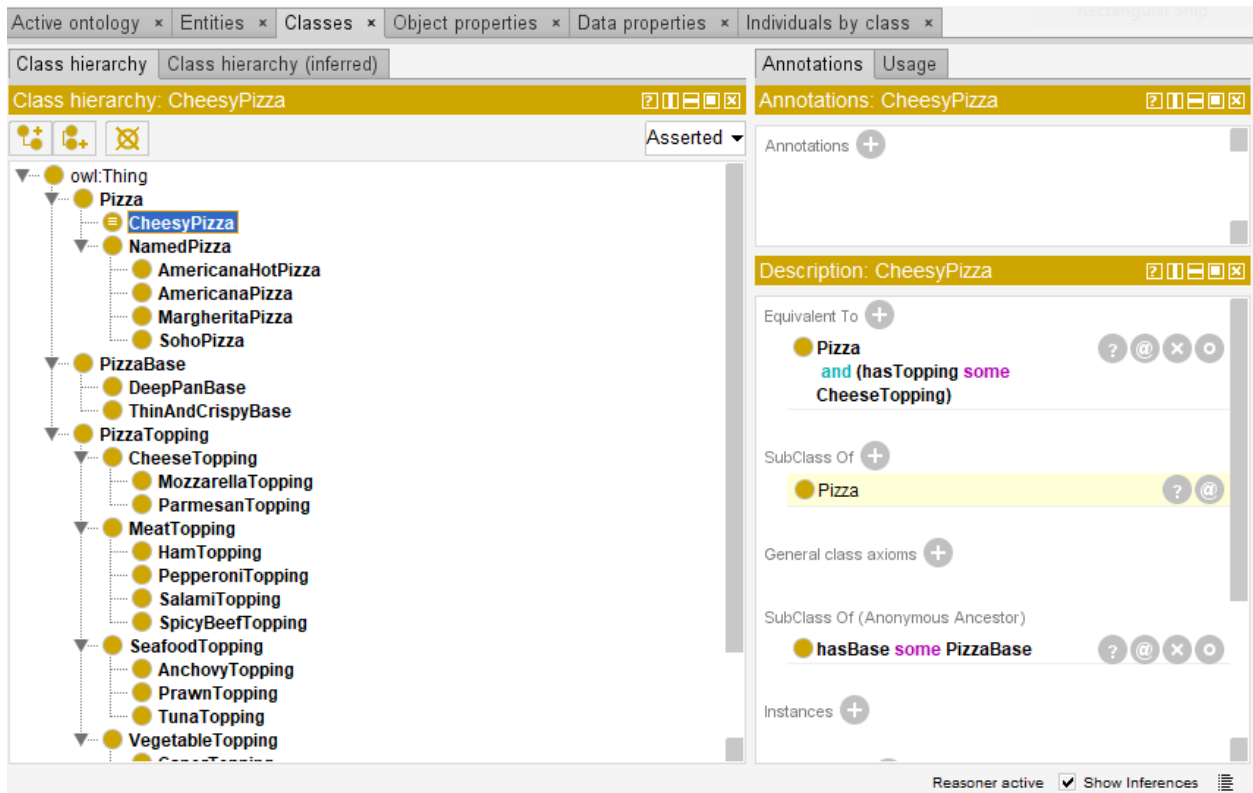 Active ontology × Entities × Classes × Object properties × Data properties × Individuals by class ×
Class hierarchy Class hierarchy (inferred)
Class hierarchy: CheesyPizza
Asserted
owl:Thing
Pizza
CheesyPizza
NamedPizza
AmericanaHotPizza
AmericanaPizza
MargheritaPizza
SohoPizza
PizzaBase
DeepPanBase
ThinAndCrispyBase
PizzaTopping
CheeseTopping
MozzarellaTopping
ParmesanTopping
MeatTopping
HamTopping
PepperoniTopping
SalamiTopping
SpicyBeefTopping
SeafoodTopping
AnchovyTopping
PrawnTopping
TunaTopping
VegetableTopping
Annotations Usage
Annotations: CheesyPizza
Annotations
Description: CheesyPizza
Equivalent To
Pizza
and (hasTopping some
CheeseTopping)
SubClass Of
Pizza
General class axioms
SubClass Of (Anonymous Ancestor)
hasBase some PizzaBase
Instances
Reasoner active Show Inferences